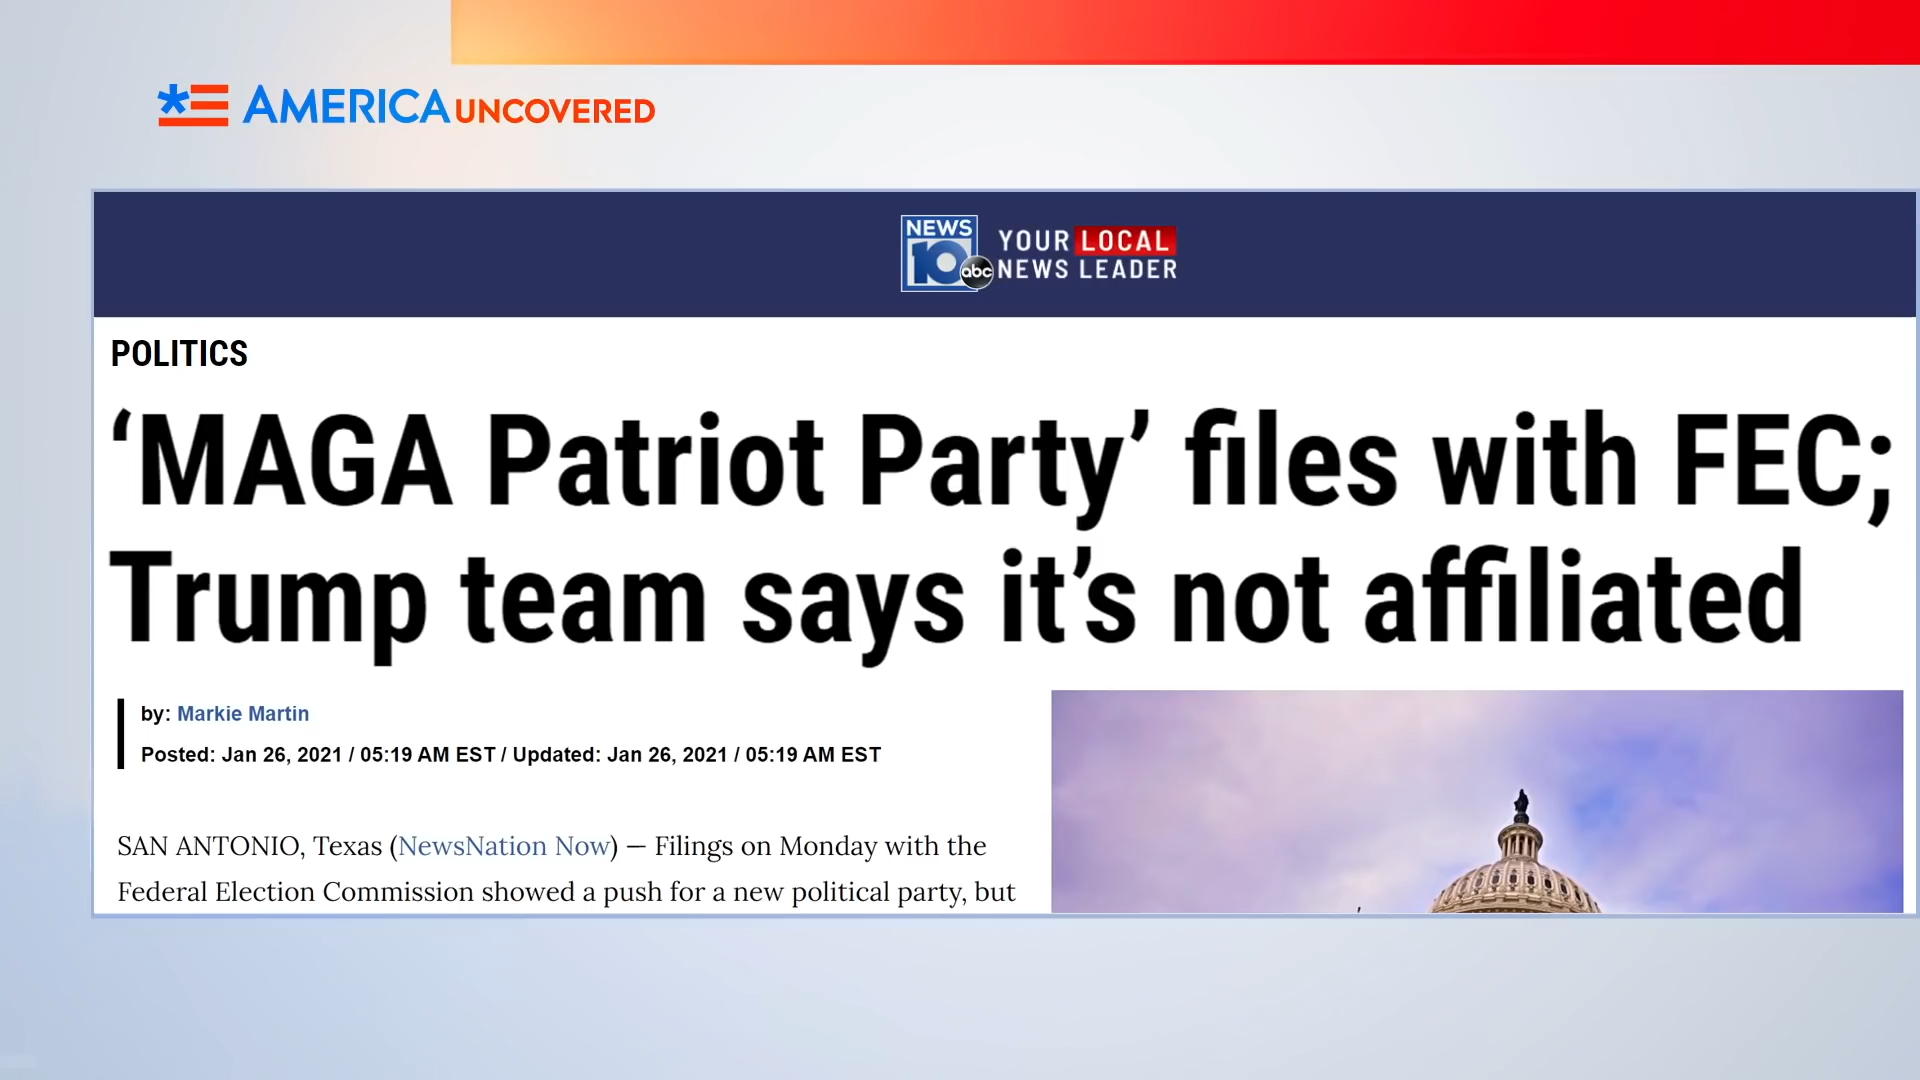 AMERICA UNCOVERED
NEWS
10
abc
YOUR LOCAL
NEWS LEADER
POLITICS
‘MAGA Patriot Party’ files with FEC;
Trump team says it’s not affiliated
by: Markie Martin
Posted: Jan 26, 2021 / 05:19 AM EST / Updated: Jan 26, 2021 / 05:19 AM EST
SAN ANTONIO, Texas (NewsNation Now) — Filings on Monday with the
Federal Election Commission showed a push for a new political party, but